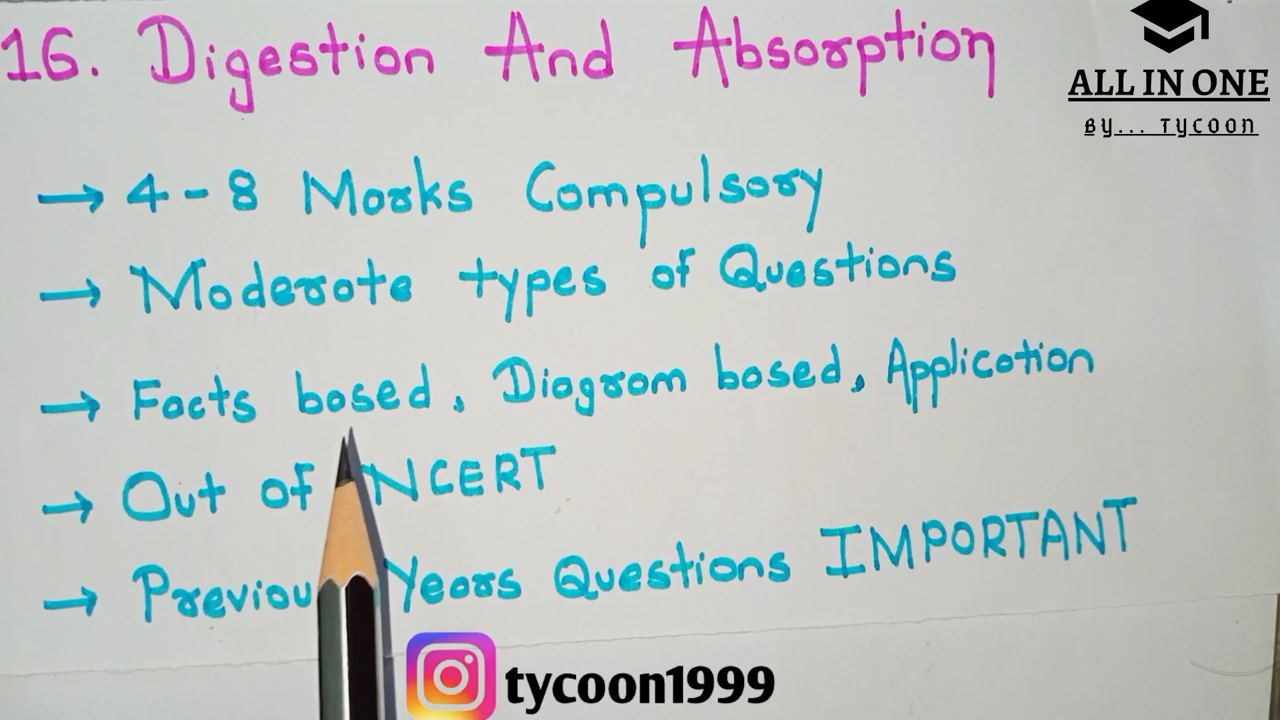 16. Digestion And Absorption
ALL IN ONE
BY... TYCOON
→ 4-8 Marks Compulsory
→ Moderate types of Questions
→ Facts based, Diagram based, Application
→ Out of NCERT
→ Previou Years Questions IMPORTANT
tycoon1999